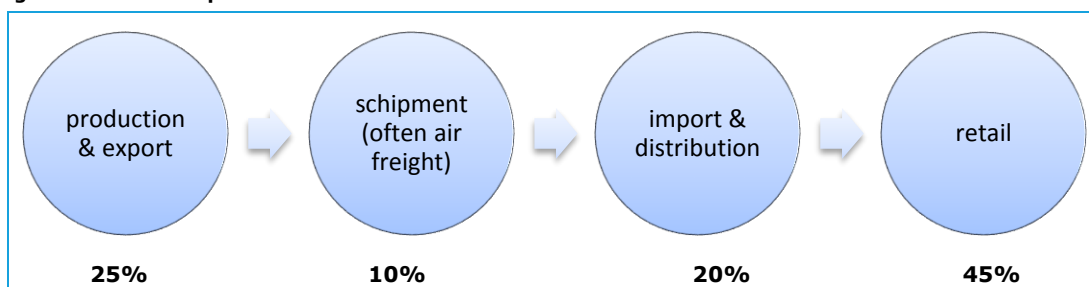 production
& export
schipment
(often air
freight)
import &
distribution
retail
25%
10%
20%
45%